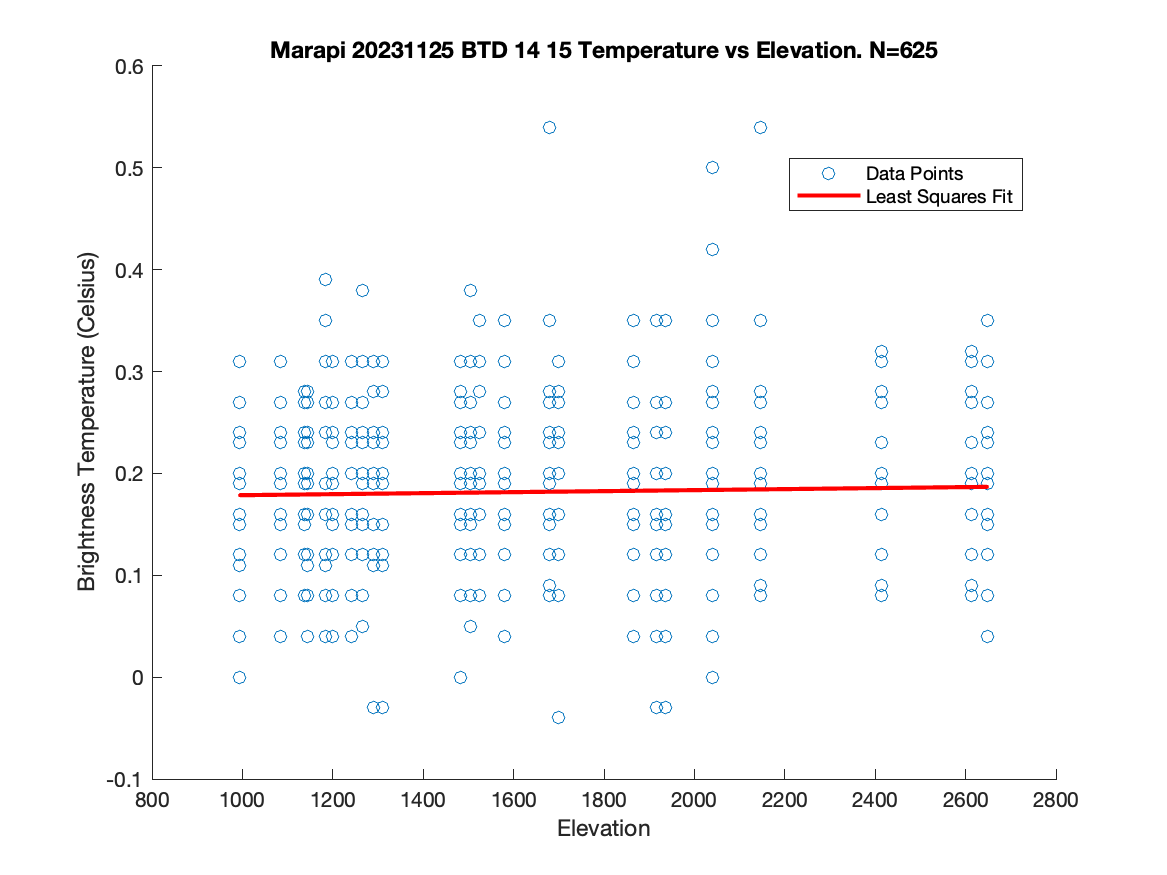 Marapi 20231125 BTD 14 15 Temperature vs Elevation. N=625
0.6
0.5
0.4
0.3
0.2
0.1
0
-0.1
Brightness Temperature (Celsius)
Data Points
Least Squares Fit
800 1000 1200 1400 1600 1800 2000 2200 2400 2600 2800
Elevation